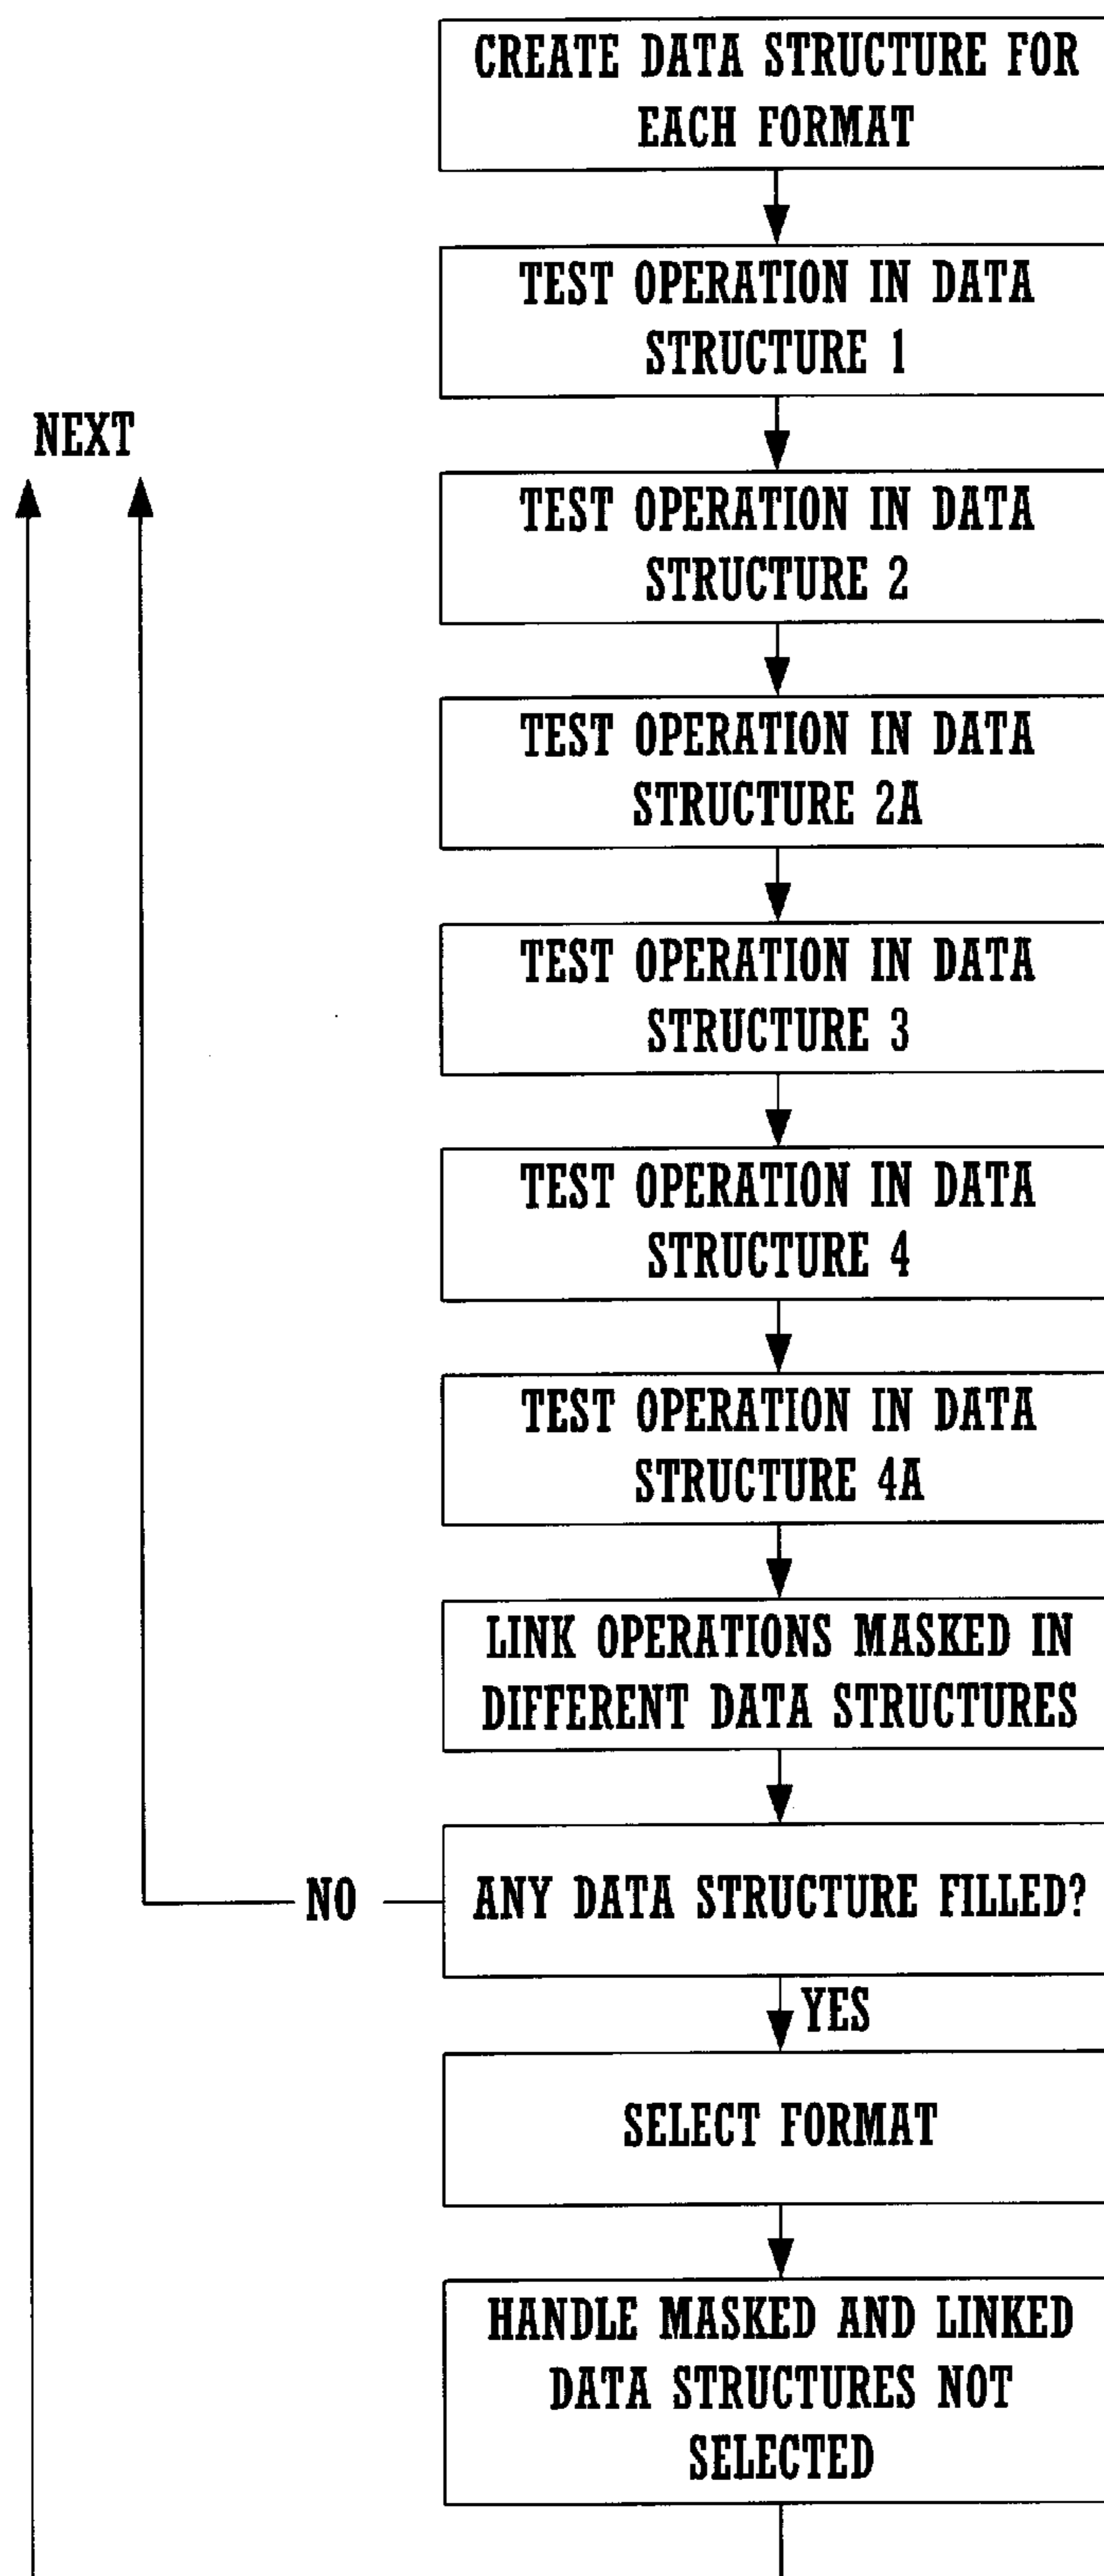 CREATE DATA STRUCTURE FOR
EACH FORMAT
TEST OPERATION IN DATA
STRUCTURE 1
NEXT
TEST OPERATION IN DATA
STRUCTURE 2
TEST OPERATION IN DATA
STRUCTURE 2A
TEST OPERATION IN DATA
STRUCTURE 3
TEST OPERATION IN DATA
STRUCTURE 4
TEST OPERATION IN DATA
STRUCTURE 4A
LINK OPERATIONS MASKED IN
DIFFERENT DATA STRUCTURES
NO
ANY DATA STRUCTURE FILLED?
YES
SELECT FORMAT
HANDLE MASKED AND LINKED
DATA STRUCTURES NOT
SELECTED